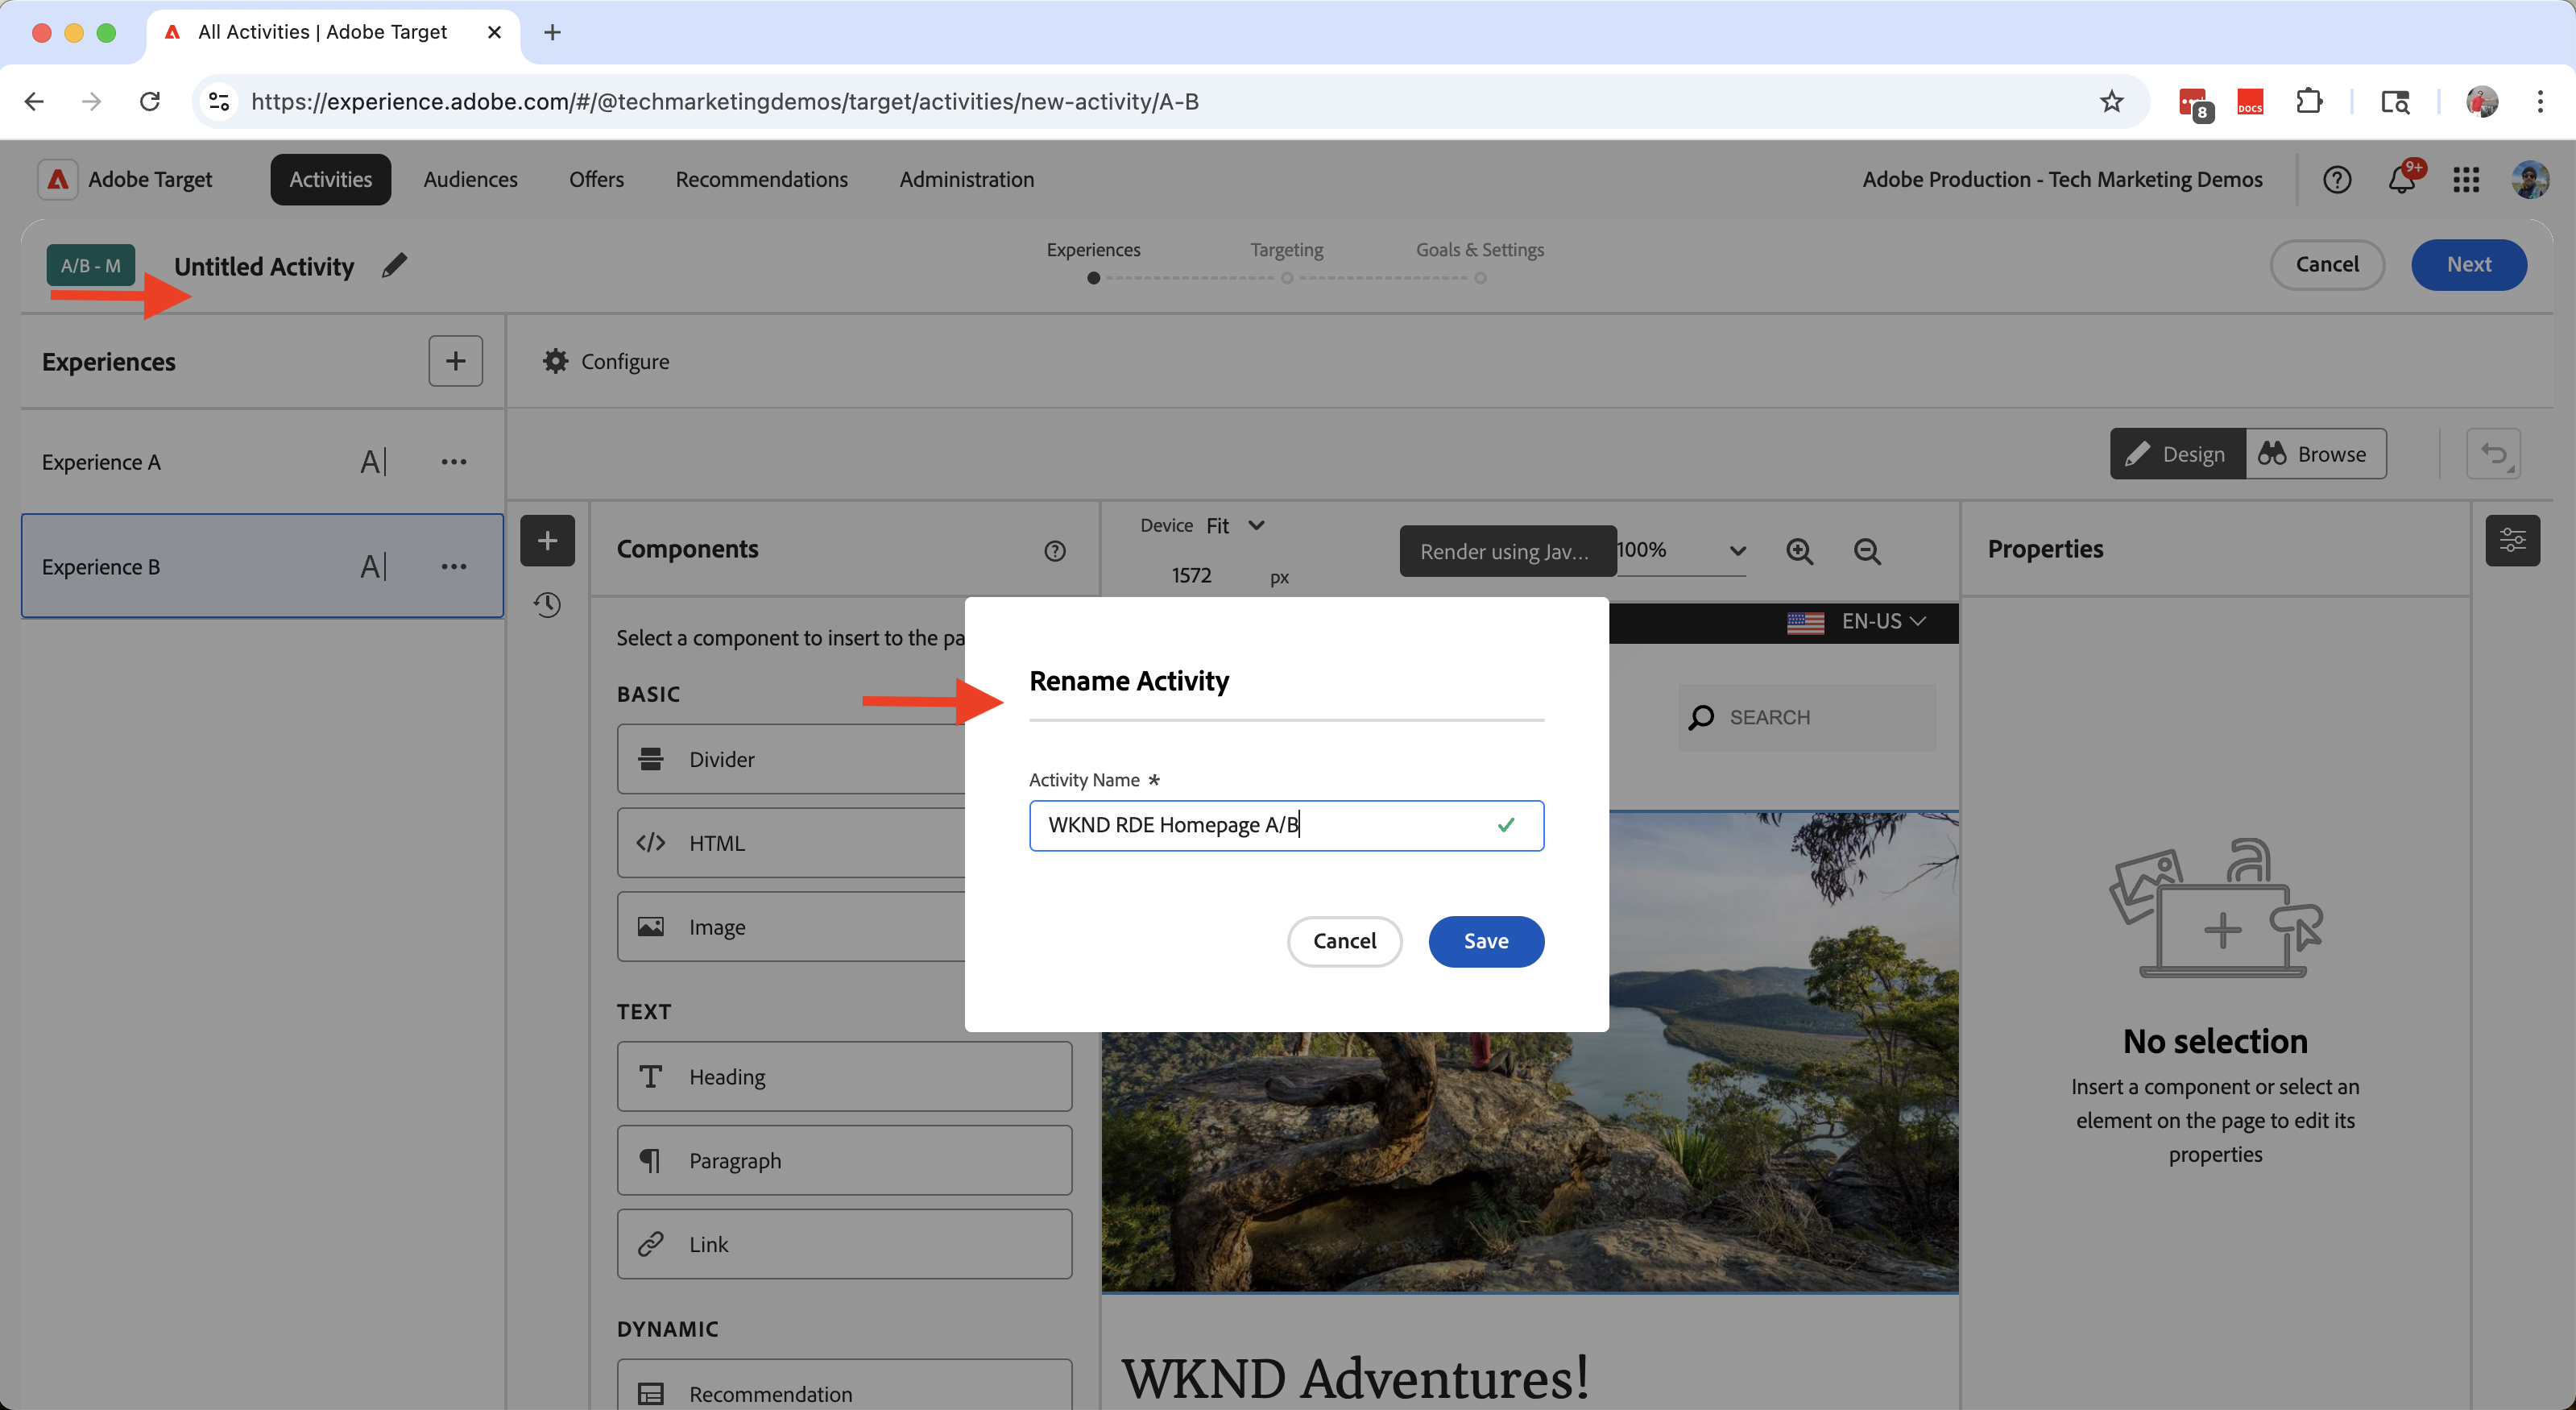 All Activities | Adobe Target
https://experience.adobe.com/#/@techmarketingdemos/target/activities/new-activity/A-B
8
DOCS
Adobe Target
Activities
Audiences
Offers
Recommendations
Administration
Adobe Production - Tech Marketing Demos
9+
A/B - M
Untitled Activity
Experiences
Targeting
Goals & Settings
Cancel
Next
Experiences
Configure
Experience A
Design
Browse
Experience B
Components
Device Fit
1572 px
Render using Jav...
100%
Properties
Select a component to insert to the pa
EN-US
SEARCH
BASIC
Divider
HTML
Image
Rename Activity
Activity Name *
WKND RDE Homepage A/B
Cancel
Save
TEXT
Heading
Paragraph
Link
DYNAMIC
Recommendation
No selection
Insert a component or select an
element on the page to edit its
properties
WKND Adventures!